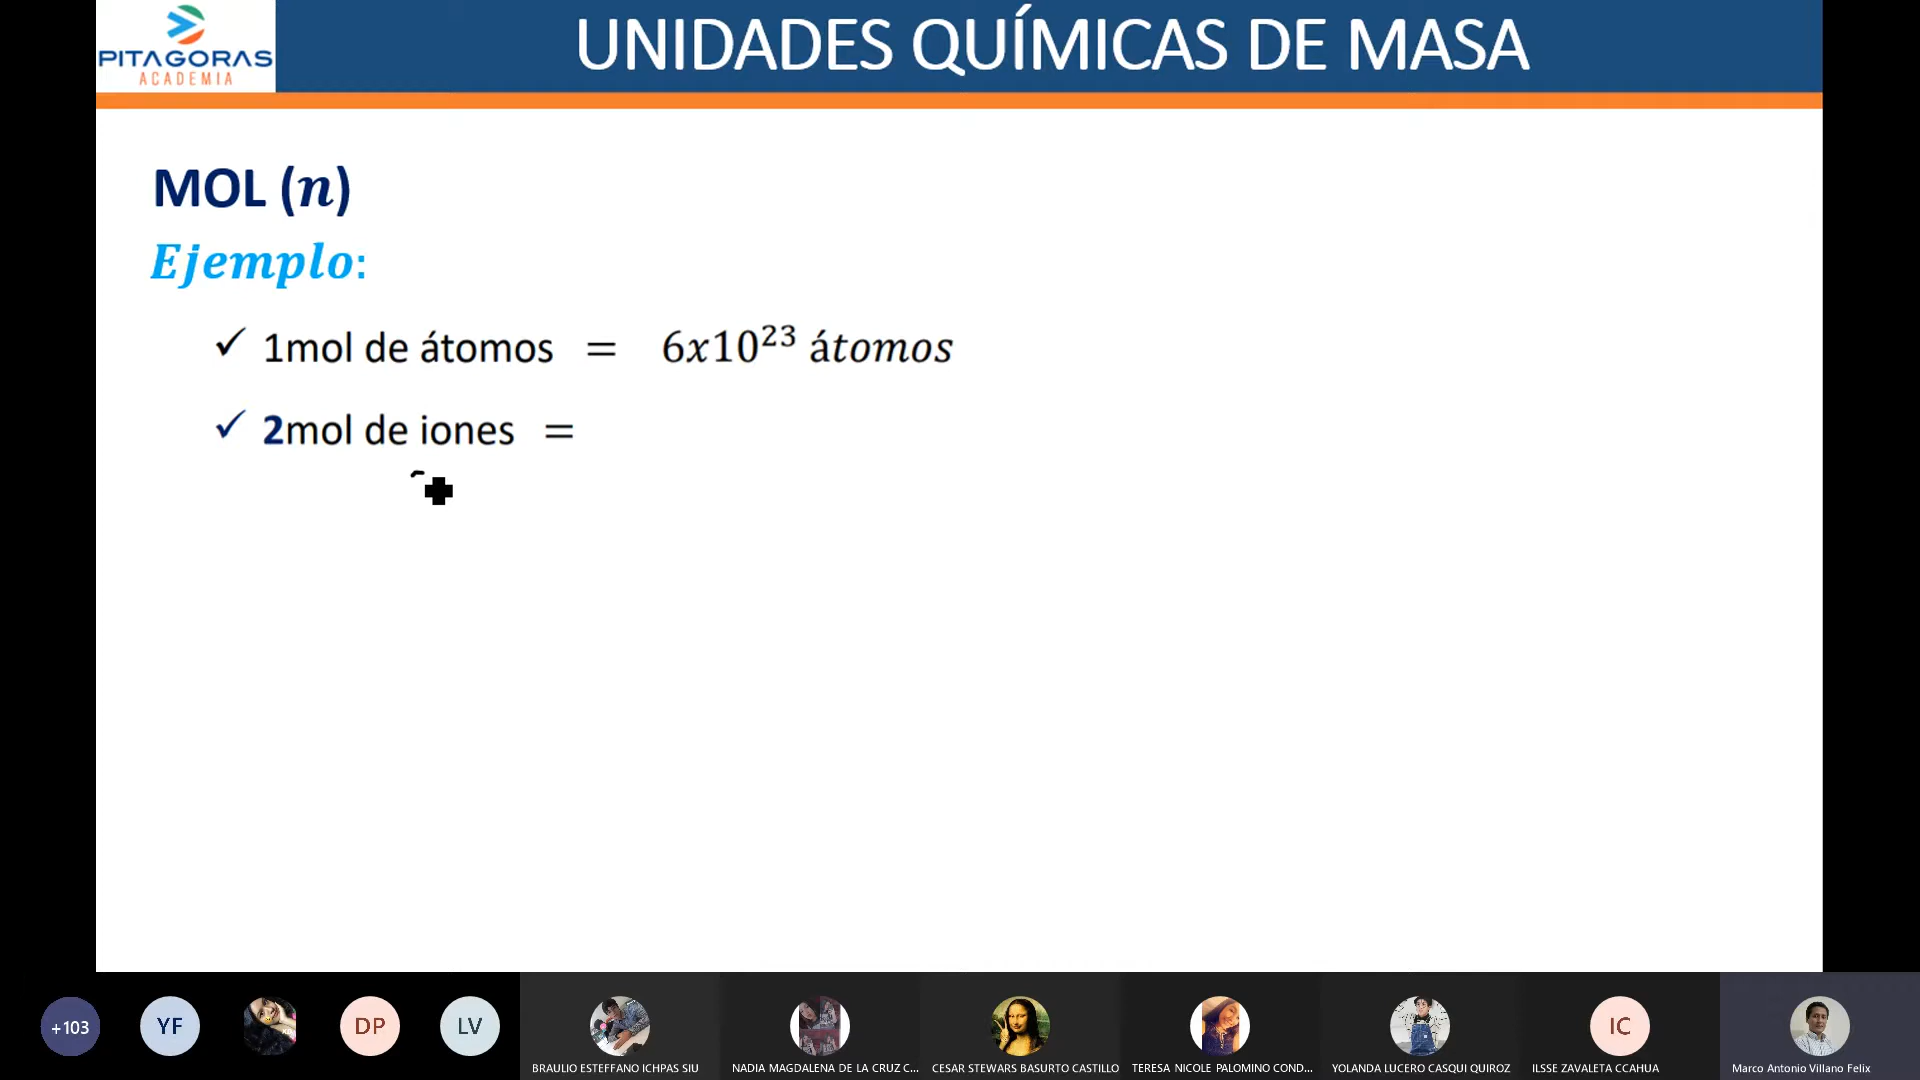 PITAGORAS
ACADEMIA
UNIDADES QUÍMICAS DE MASA
MOL (n)
Ejemplo:
✓ 1mol de átomos = 6x10²³ átomos
✓ 2mol de iones =
+103
YF
DP
LV
IC
BRAULIO ESTEFFANO ICHPAS SIU
NADIA MAGDALENA DE LA CRUZ C...
CESAR STEWARS BASURTO CASTILLO
TERESA NICOLE PALOMINO COND...
YOLANDA LUCERO CASQUI QUIROZ
ILSSE ZAVALETA CCAHUA
Marco Antonio Villano Felix